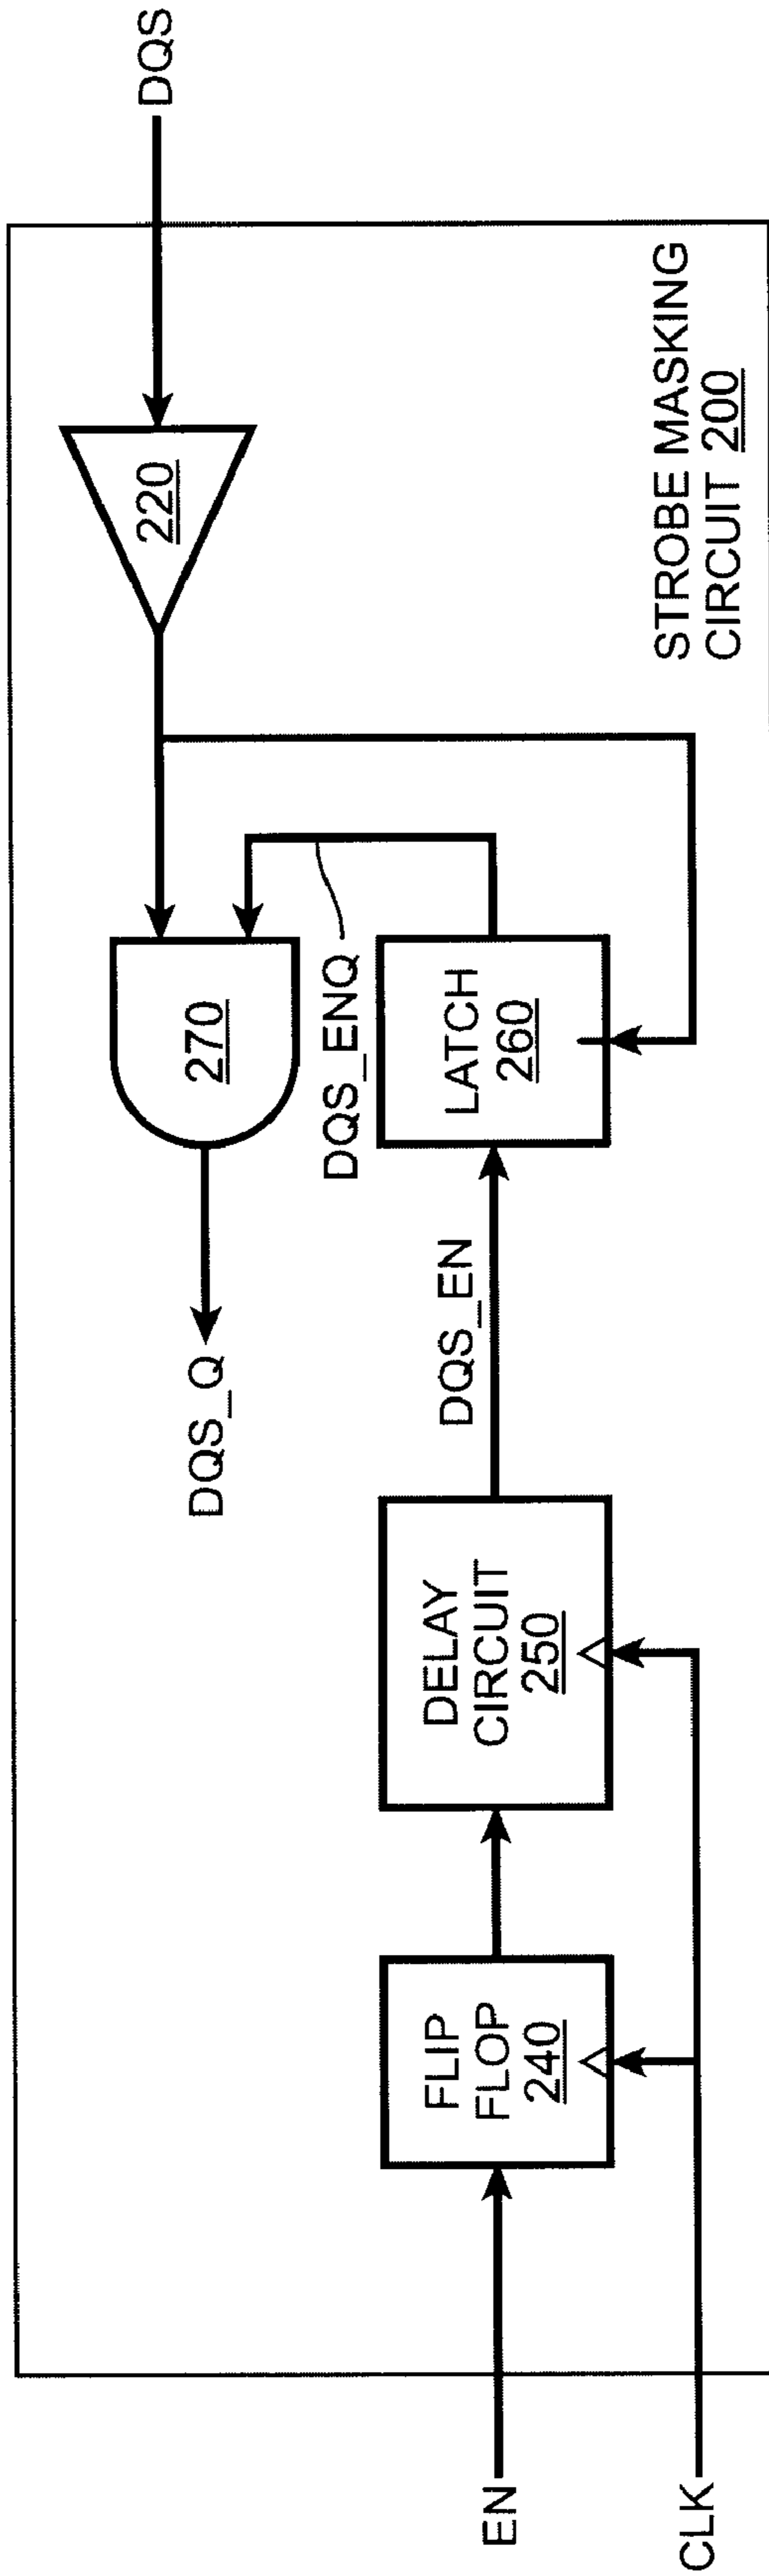 DQS
220
270
DQS_Q
DQS_ENQ
LATCH
260
DQS_EN
DELAY
CIRCUIT
250
FLIP
FLOP
240
EN
CLK
STROBE MASKING
CIRCUIT 200